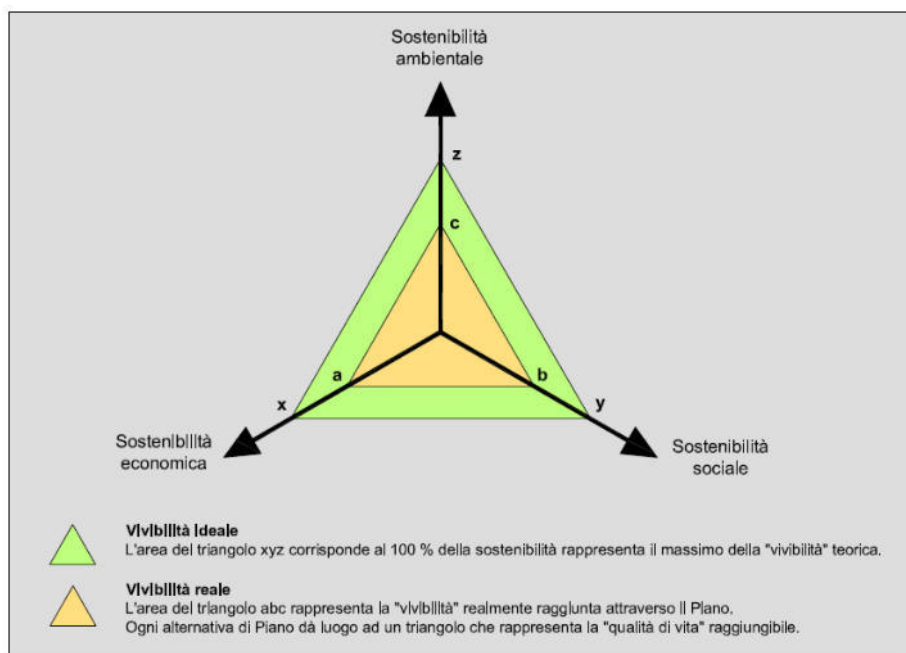 Sostenibilità
ambientale
z
c
a
b
x
y
Sostenibilità
economica
Sostenibilità
sociale
Vivibilità ideale
L'area del triangolo xyz corrisponde al 100 % della sostenibilità rappresenta il massimo della "vivibilità" teorica.
Vivibilità reale
L'area del triangolo abc rappresenta la "vivibilità" realmente raggiunta attraverso il Piano.
Ogni alternativa di Piano dà luogo ad un triangolo che rappresenta la "qualità di vita" raggiungibile.